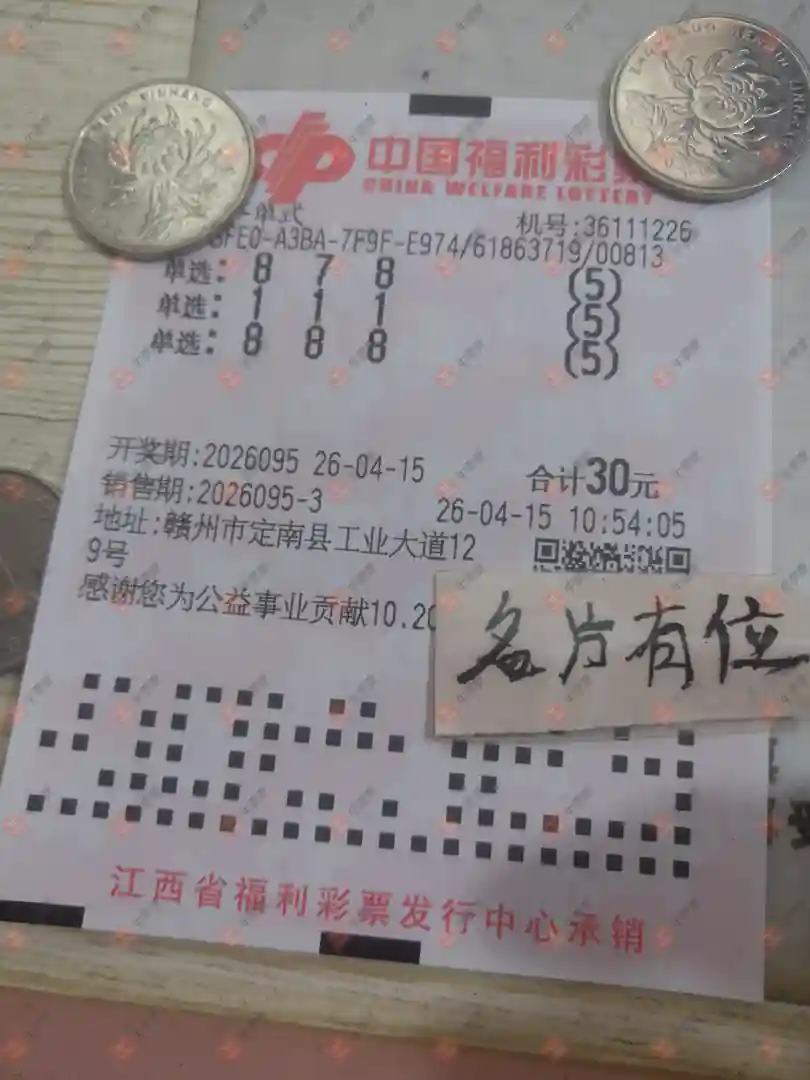 中国福利彩
CHINA WELFARE LOTTERY
单式
机号:36111226
FE0-A3BA-7F9F-E974/61863719/00813
单选: 8 7 8 (5)
单选: 1 1 1 (5)
单选: 8 8 8 (5)
开奖期:2026095 26-04-15 合计30元
销售期:2026095-3 26-04-15 10:54:05
地址:赣州市定南县工业大道12
9号
感谢您为公益事业贡献10.20
名片有位
江西省福利彩票发行中心承销